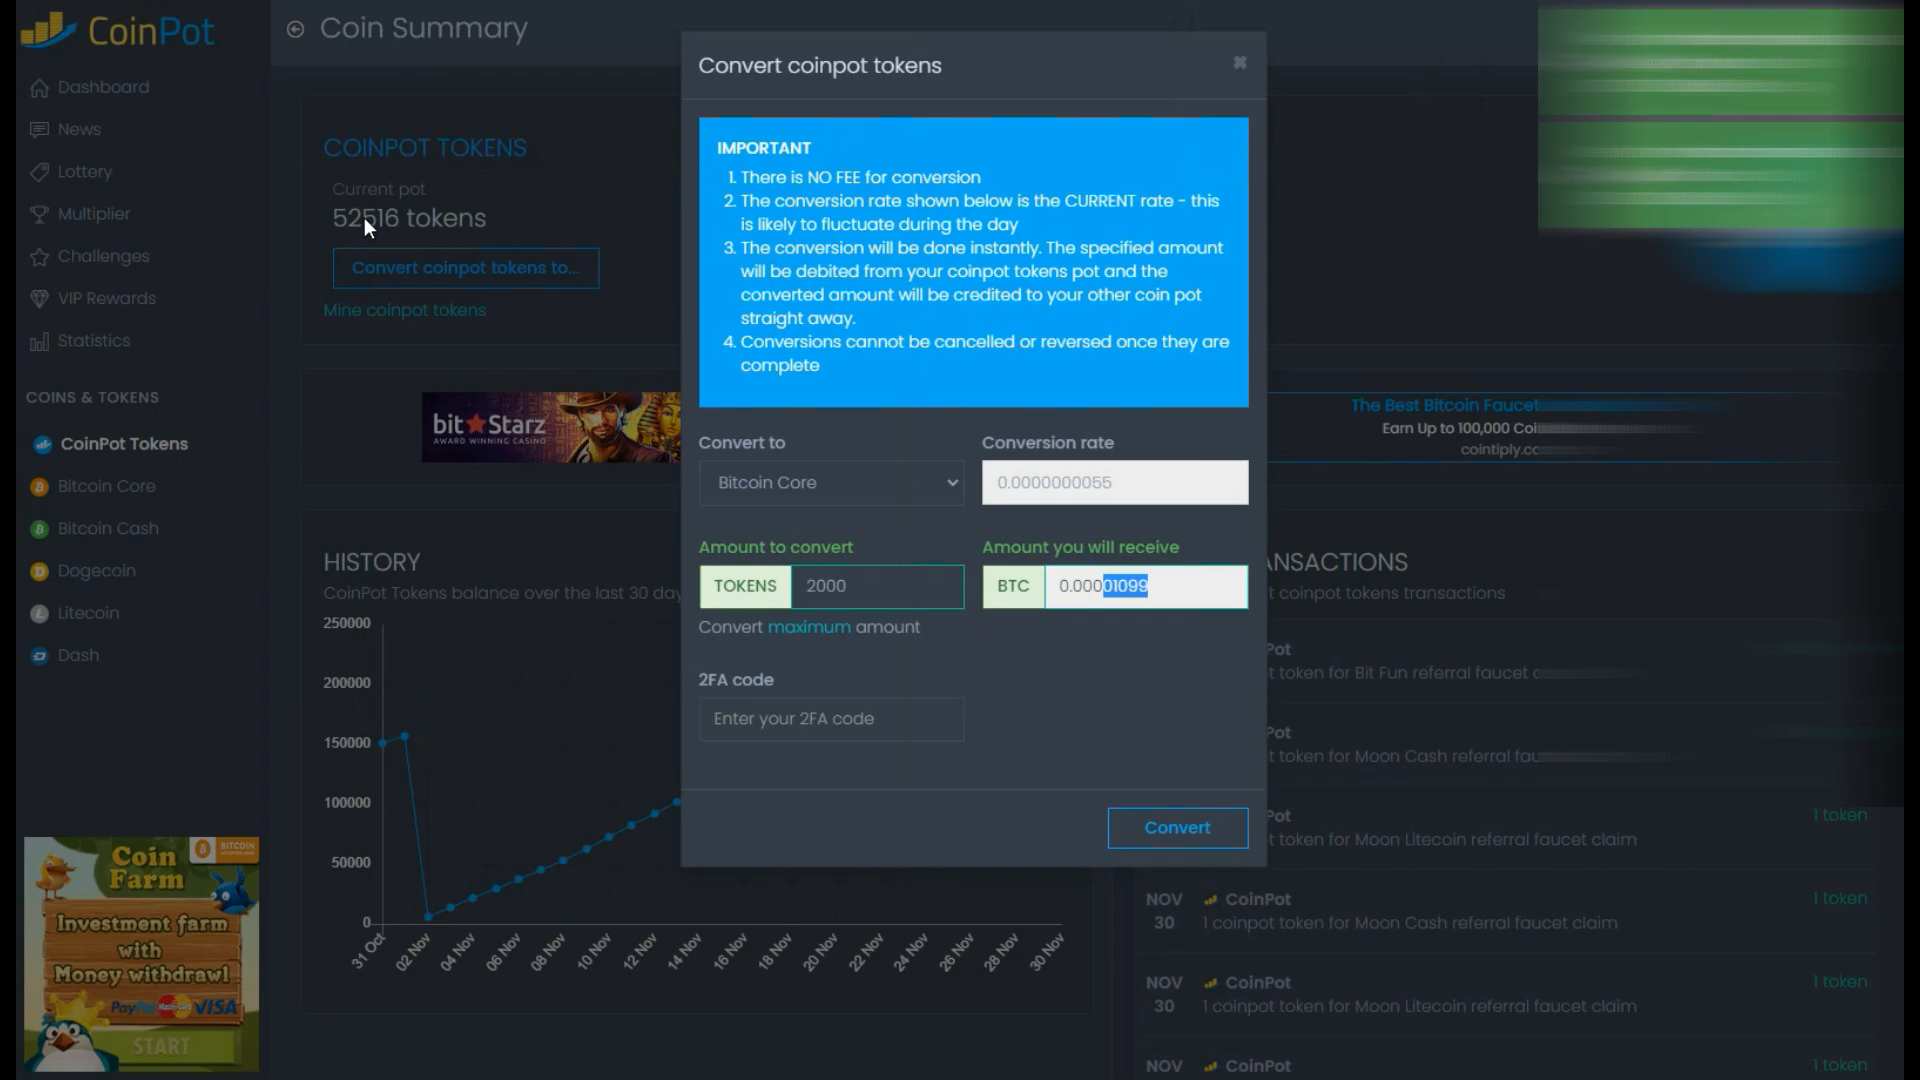 CoinPot
Coin Summary
Dashboard
News
Lottery
Multiplier
Challenges
VIP Rewards
Statistics
COINS & TOKENS
CoinPot Tokens
Bitcoin Core
Bitcoin Cash
Dogecoin
Litecoin
Dash
Coin
Farm
BITCOIN
Investment farm
with
Money withdrawl
PayPal MasterCard VISA
START
COINPOT TOKENS
Current pot
52516 tokens
Convert coinpot tokens to...
Mine coinpot tokens
bit★Starz
AWARD WINNING CASINO
HISTORY
CoinPot Tokens balance over the last 30 day
250000
200000
150000
100000
50000
0
31 Oct
02 Nov
04 Nov
06 Nov
08 Nov
10 Nov
12 Nov
14 Nov
16 Nov
18 Nov
20 Nov
22 Nov
24 Nov
26 Nov
28 Nov
30 Nov
Convert coinpot tokens
IMPORTANT
1. There is NO FEE for conversion
2. The conversion rate shown below is the CURRENT rate - this
is likely to fluctuate during the day
3. The conversion will be done instantly. The specified amount
will be debited from your coinpot tokens pot and the
converted amount will be credited to your other coin pot
straight away.
4. Conversions cannot be cancelled or reversed once they are
complete
Convert to
Conversion rate
Bitcoin Core
0.0000000055
Amount to convert
Amount you will receive
TOKENS 2000
BTC 0.00001099
Convert maximum amount
2FA code
Enter your 2FA code
Convert
The Best Bitcoin Faucet
Earn Up to 100,000 Coi
cointiply.co
ANSACTIONS
t coinpot tokens transactions
Pot
t token for Bit Fun referral faucet c
Pot
t token for Moon Cash referral fau
Pot 1 token
t token for Moon Litecoin referral faucet claim
NOV CoinPot 1 token
30 1 coinpot token for Moon Cash referral faucet claim
NOV CoinPot 1 token
30 1 coinpot token for Moon Litecoin referral faucet claim
NOV CoinPot 1 token